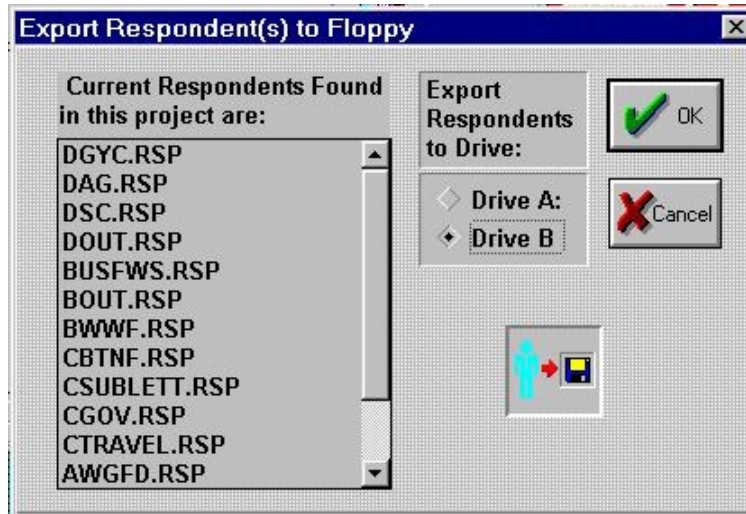 Export Respondent(s) to Floppy
Current Respondents Found
in this project are:
DGYC.RSP
DAG.RSP
DSC.RSP
DOUT.RSP
BUSFWS.RSP
BOUT.RSP
BWWF.RSP
CBTNF.RSP
CSUBLETT.RSP
CGOV.RSP
CTRAVEL.RSP
AWGFD.RSP
Export
Respondents
to Drive:
Drive A:
Drive B
OK
Cancel